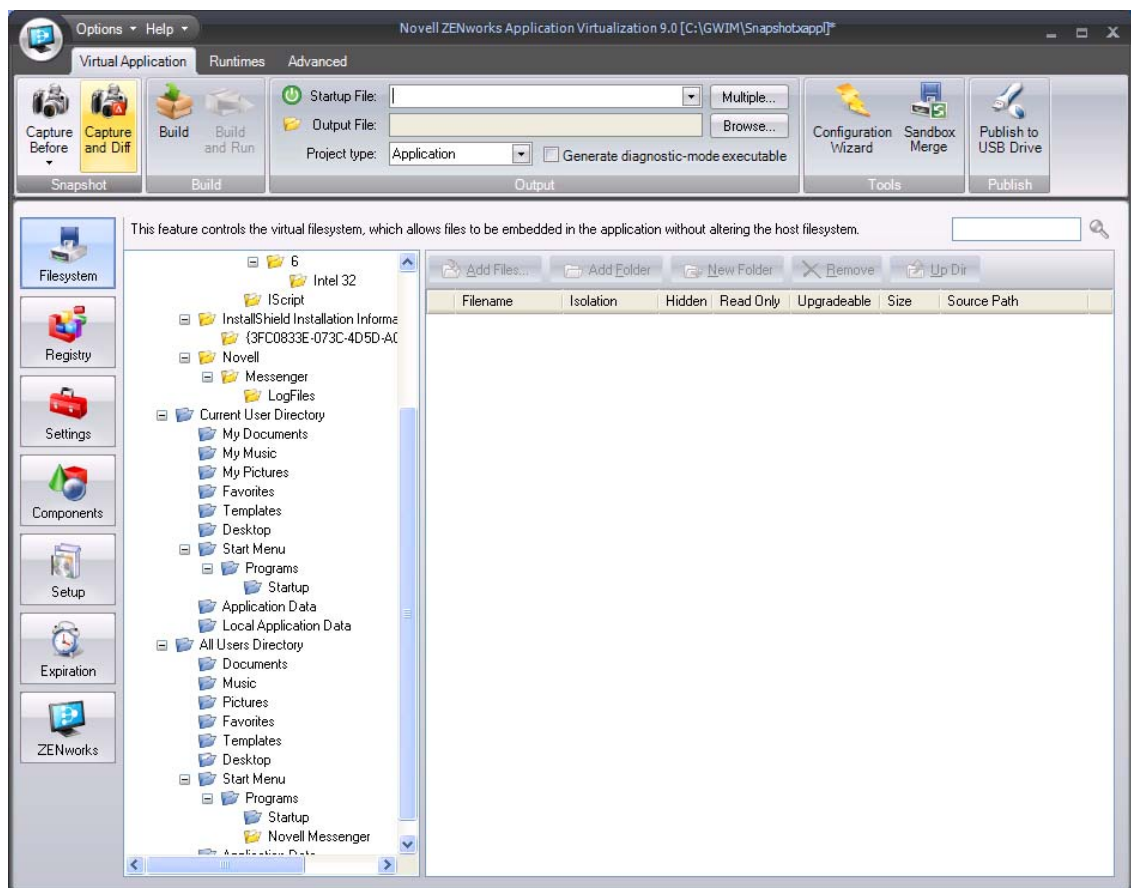 Options Help Novell ZENworks Application Virtualization 9.0 [C:\GWIM\Snapshot.xappl]*
Virtual Application Runtimes Advanced
Startup File: Multiple...
Output File: Browse...
Project type: Application Generate diagnostic-mode executable
Capture Before
Capture and Diff
Build
Build and Run
Configuration Wizard
Sandbox Merge
Publish to USB Drive
Snapshot Build Output Tools Publish
This feature controls the virtual filesystem, which allows files to be embedded in the application without altering the host filesystem.
Filesystem
Registry
Settings
Components
Setup
Expiration
ZENworks
6
Intel 32
IScript
InstallShield Installation Informa
{3FC0833E-073C-4D5D-A0
Novell
Messenger
LogFiles
Current User Directory
My Documents
My Music
My Pictures
Favorites
Templates
Desktop
Start Menu
Programs
Startup
Application Data
Local Application Data
All Users Directory
Documents
Music
Pictures
Favorites
Templates
Desktop
Start Menu
Programs
Startup
Novell Messenger
Application Data
Add Files... Add Folder New Folder Remove Up Dir
Filename Isolation Hidden Read Only Upgradeable Size Source Path